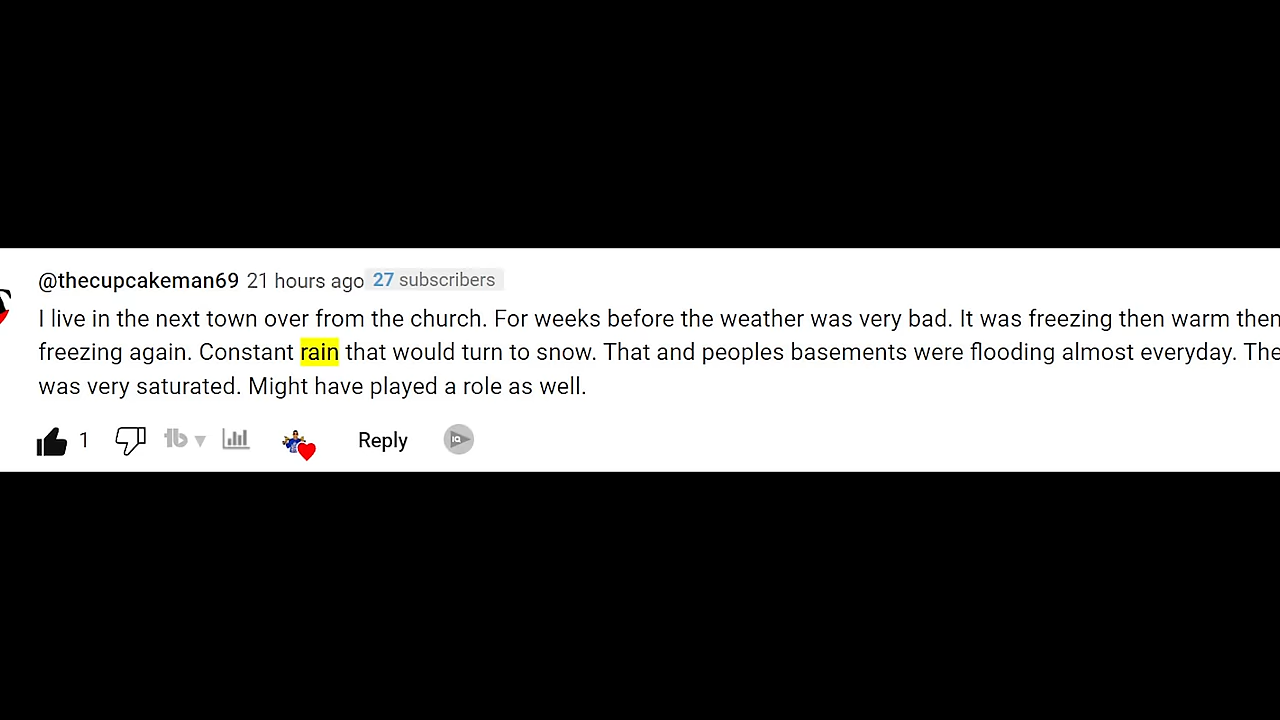 @thecupcakeman69 21 hours ago 27 subscribers
I live in the next town over from the church. For weeks before the weather was very bad. It was freezing then warm then
freezing again. Constant rain that would turn to snow. That and peoples basements were flooding almost everyday. The
was very saturated. Might have played a role as well.
1 tb Reply IQ